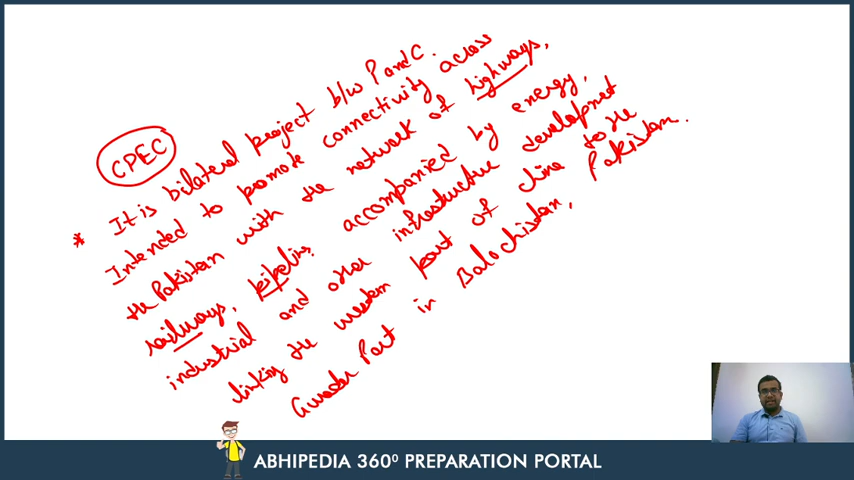 CPEC
* It is bilateral project b/w P and C.
Intended to promote connectivity across
the Pakistan with the network of highways,
railways, pipelins accompanied by energy,
industrial and other infrastructure development
linking the western part of china to the
Gwadar Port in Balochistan, Pakistan.
ABHIPEDIA 360° PREPARATION PORTAL